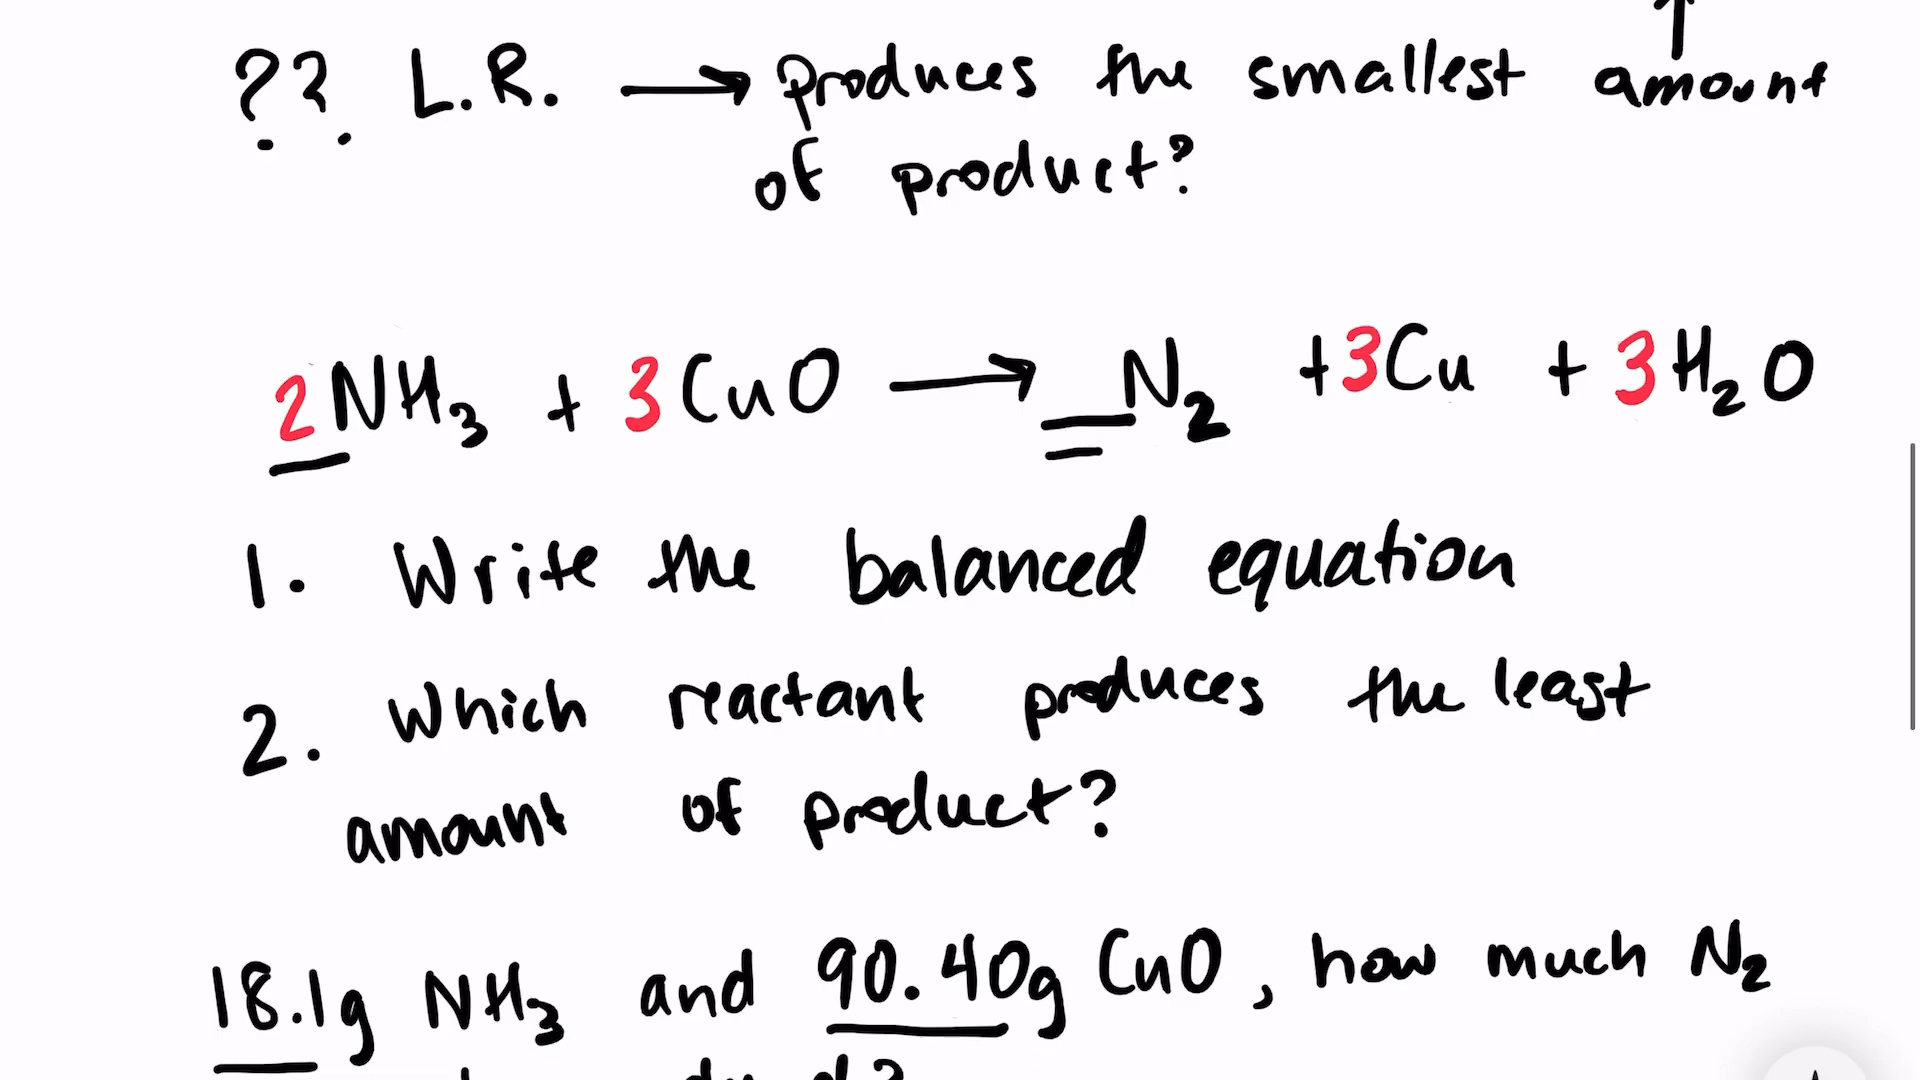 ?? L.R. → produces the smallest amount
of product?
2NH₃ + 3CuO → N₂ + 3Cu + 3H₂O
1. Write the balanced equation
2. Which reactant produces the least
amount of product?
18.1g NH₃ and 90.40g CuO, how much N₂